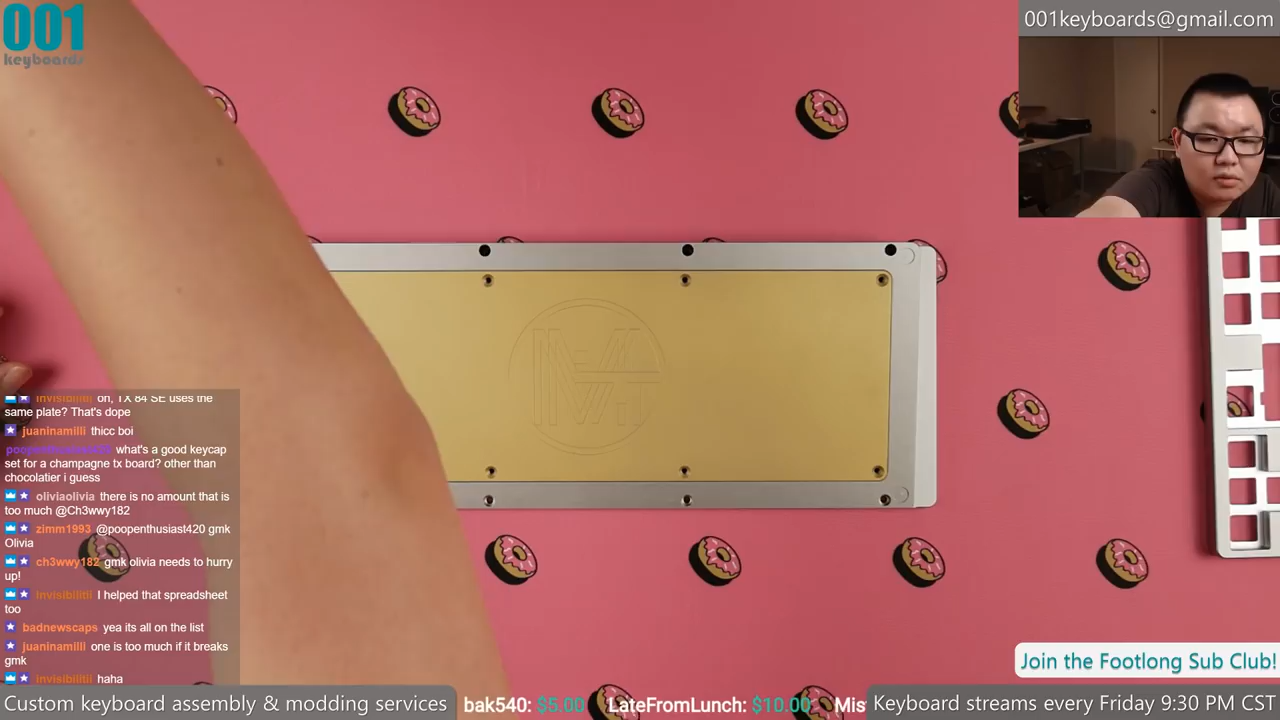 001
keyboards
001keyboards@gmail.com
invisibilitii oh, TX 84 SE uses the
same plate? That's dope
juaninamilli thicc boi
poopenthusiast420 what's a good keycap
set for a champagne tx board? other than
chocolatier i guess
oliviaolivia there is no amount that is
too much @Ch3wwy182
zimm1993 @poopenthusiast420 gmk
Olivia
ch3wwy182 gmk olivia needs to hurry
up!
invisibilitii I helped that spreadsheet
too
badnewscaps yea its all on the list
juaninamilli one is too much if it breaks
gmk
invisibilitii haha
Join the Footlong Sub Club!
Custom keyboard assembly & modding services
bak540: $5.00 LateFromLunch: $10.00 Mis
Keyboard streams every Friday 9:30 PM CST